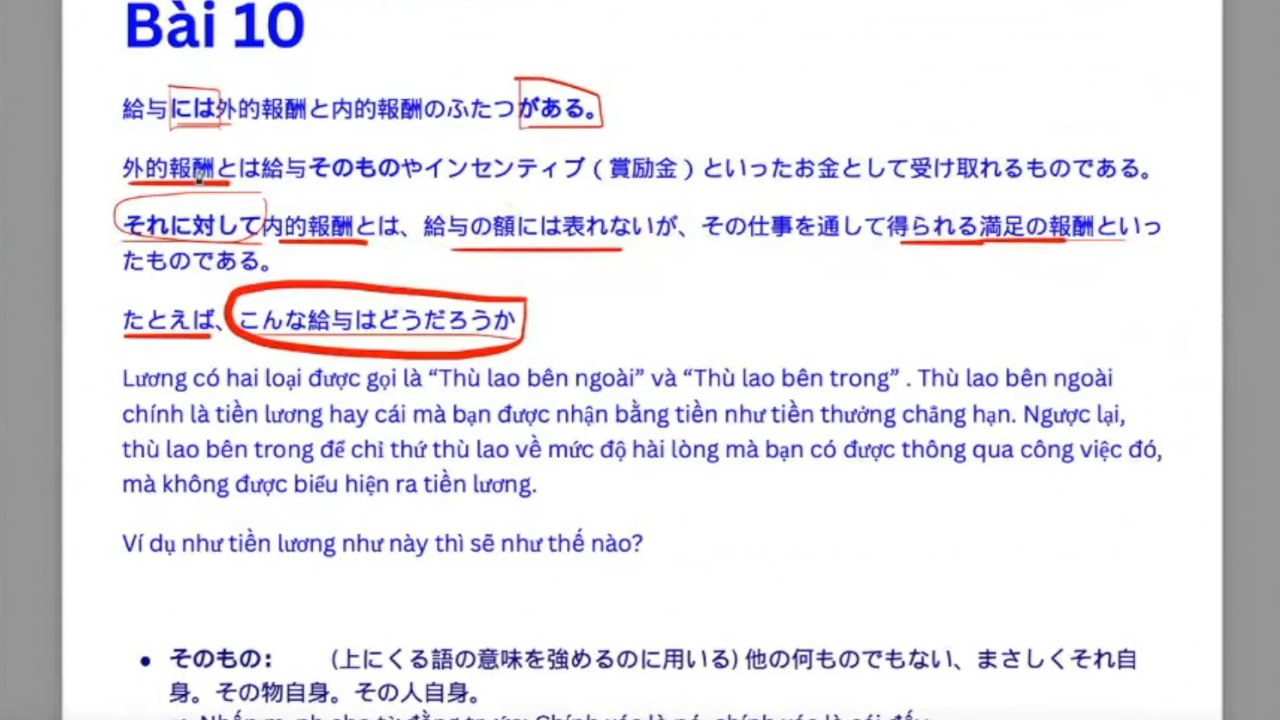 Bài 10
給与には外的報酬と内的報酬のふたつがある。
外的報酬とは給与そのものやインセンティブ（賞励金）といったお金として受け取れるものである。
それに対して内的報酬とは、給与の額には表れないが、その仕事を通して得られる満足の報酬といっ
たものである。
たとえば、こんな給与はどうだろうか
Lương có hai loại được gọi là “Thù lao bên ngoài” và “Thù lao bên trong” . Thù lao bên ngoài
chính là tiền lương hay cái mà bạn được nhận bằng tiền như tiền thưởng chẳng hạn. Ngược lại,
thù lao bên trong để chỉ thứ thù lao về mức độ hài lòng mà bạn có được thông qua công việc đó,
mà không được biểu hiện ra tiền lương.
Ví dụ như tiền lương như này thì sẽ như thế nào?
• そのもの： (上にくる語の意味を強めるのに用いる) 他の何ものでもない、まさしくそれ自
身。その物自身。その人自身。